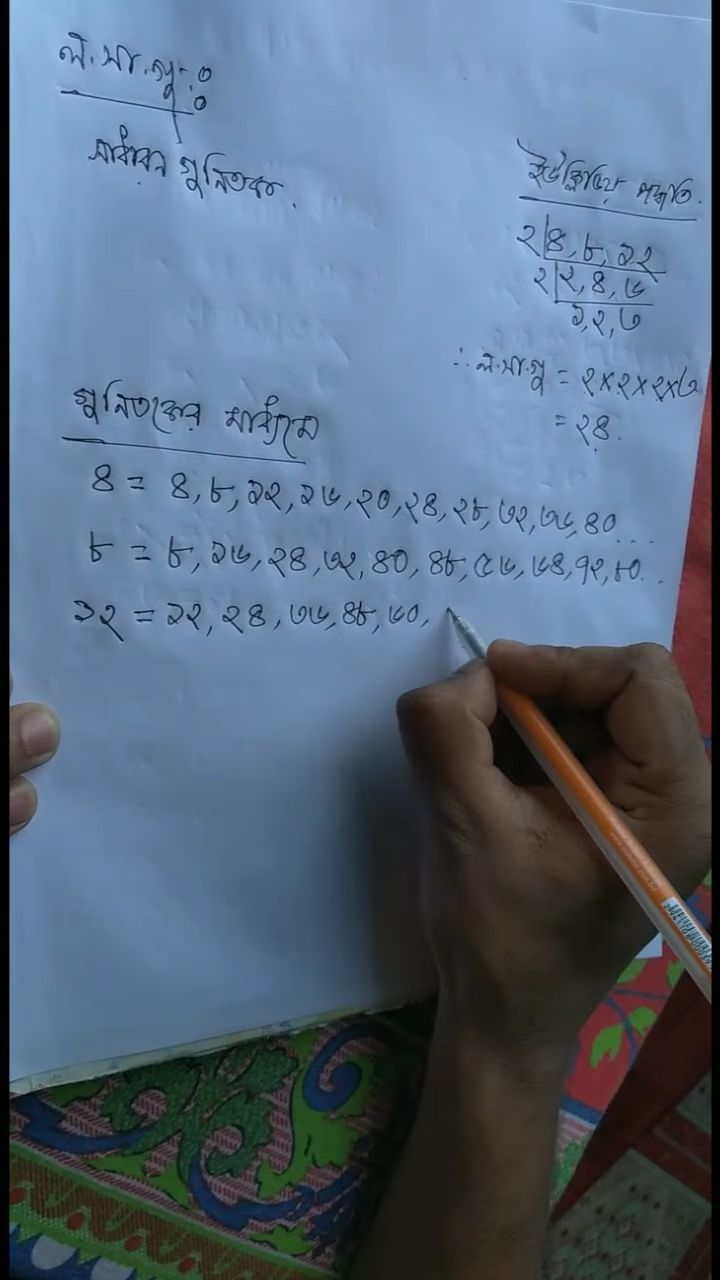 ল.সা.গু:
সাধারন গুনিতক.
ইউক্লিডিয় পদ্ধতি.
২|৪, ৮, ১২
২|২, ৪, ৬
১, ২, ৩
∴ ল.সা.গু = ২×২×২×৩
= ২৪.
গুনিতকের মাধ্যমে
৪ = ৪, ৮, ১২, ১৬, ২০, ২৪, ২৮, ৩২, ৩৬, ৪০....
৮ = ৮, ১৬, ২৪, ৩২, ৪০, ৪৮, ৫৬, ৬৪, ৭২, ৮০..
১২ = ১২, ২৪, ৩৬, ৪৮, ৬০,